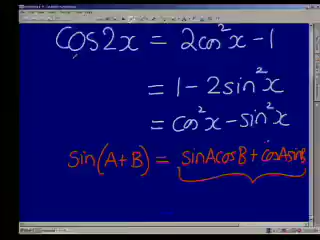 cos2x = 2cos²x - 1
= 1 - 2sin²x
= cos²x - sin²x
sin(A+B) = sinAcosB + cosAsinB